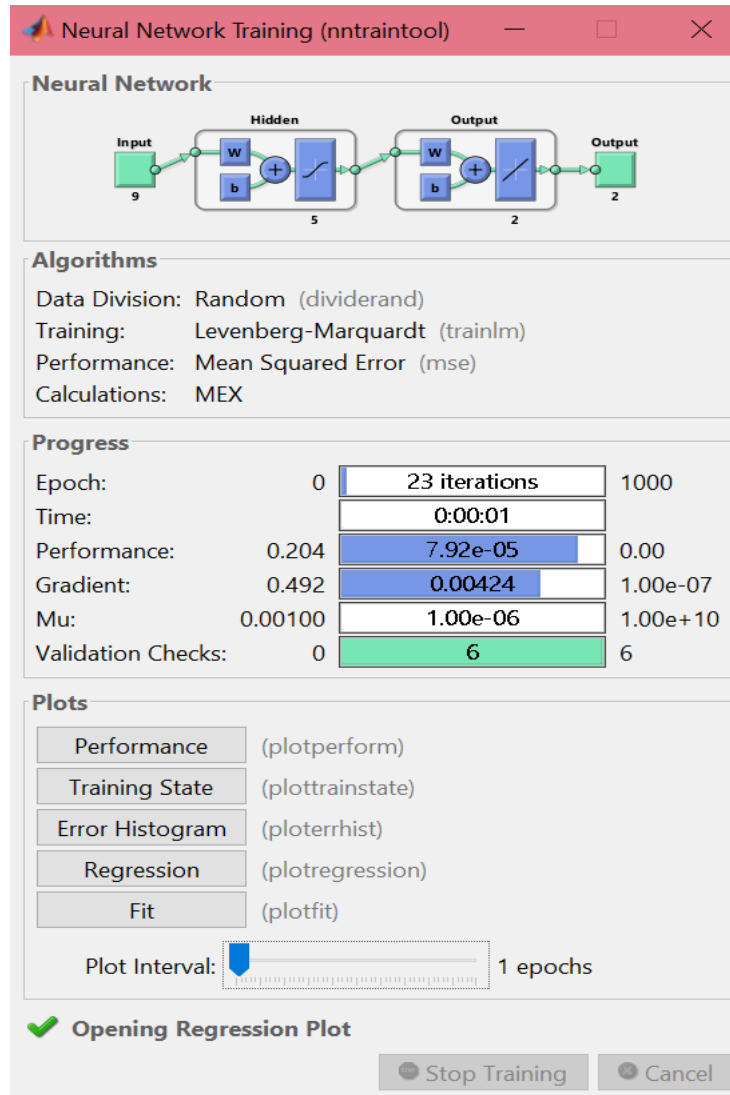 Neural Network Training (nntraintool)
Neural Network
Hidden Output
Input Output
W W
+ +
b b
9 5 2 2
Algorithms
Data Division: Random (dividerand)
Training: Levenberg-Marquardt (trainlm)
Performance: Mean Squared Error (mse)
Calculations: MEX
Progress
Epoch: 0 23 iterations 1000
Time: 0:00:01
Performance: 0.204 7.92e-05 0.00
Gradient: 0.492 0.00424 1.00e-07
Mu: 0.00100 1.00e-06 1.00e+10
Validation Checks: 0 6 6
Plots
Performance (plotperform)
Training State (plottrainstate)
Error Histogram (ploterrhist)
Regression (plotregression)
Fit (plotfit)
Plot Interval: 1 epochs
Opening Regression Plot
Stop Training Cancel